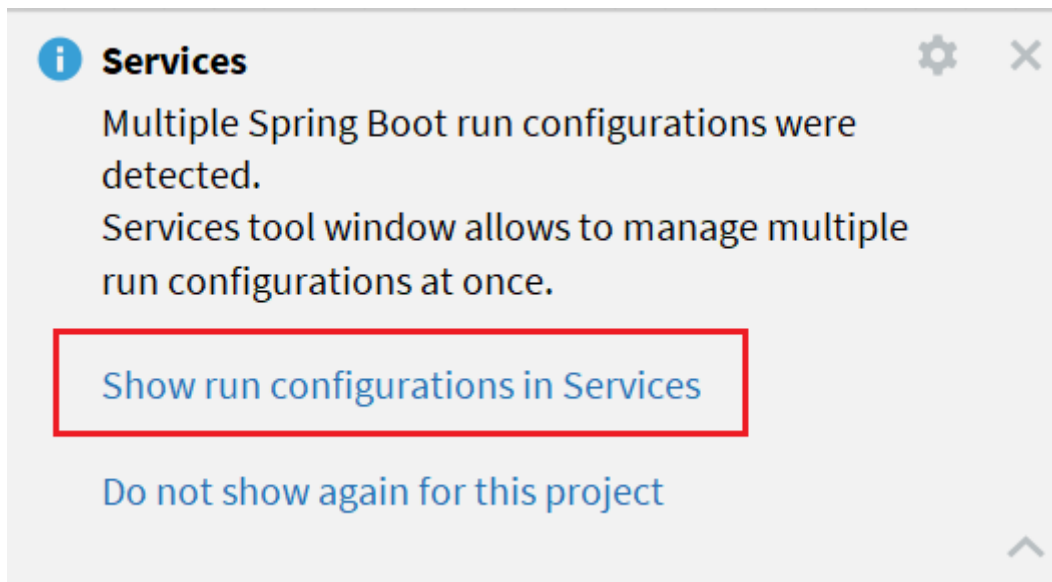 Services
Multiple Spring Boot run configurations were
detected.
Services tool window allows to manage multiple
run configurations at once.
Show run configurations in Services
Do not show again for this project